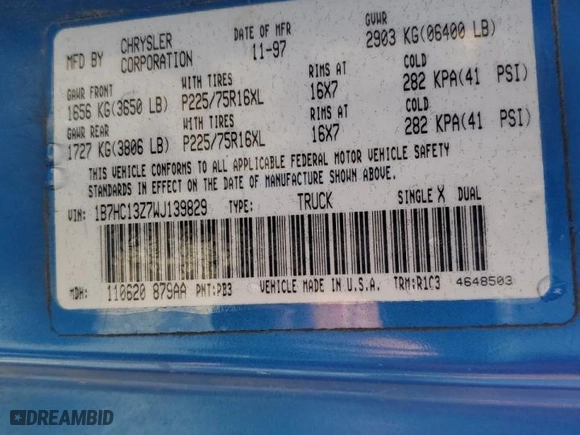 MFD BY CHRYSLER CORPORATION DATE OF MFR 11-97 GVWR 2903 KG(06400 LB)
GAWR FRONT WITH TIRES RIMS AT COLD
1656 KG(3650 LB) P225/75R16XL 16X7 282 KPA(41 PSI)
GAWR REAR WITH TIRES RIMS AT COLD
1727 KG(3806 LB) P225/75R16XL 16X7 282 KPA(41 PSI)
THIS VEHICLE CONFORMS TO ALL APPLICABLE FEDERAL MOTOR VEHICLE SAFETY
STANDARDS IN EFFECT ON THE DATE OF MANUFACTURE SHOWN ABOVE.
VIN: 1B7HC13Z7WJ139829 TYPE: TRUCK SINGLE X DUAL
MDH: 110620 879AA PNT:PB3 VEHICLE MADE IN U.S.A. TRM:R1C3 4648503
DREAMBID